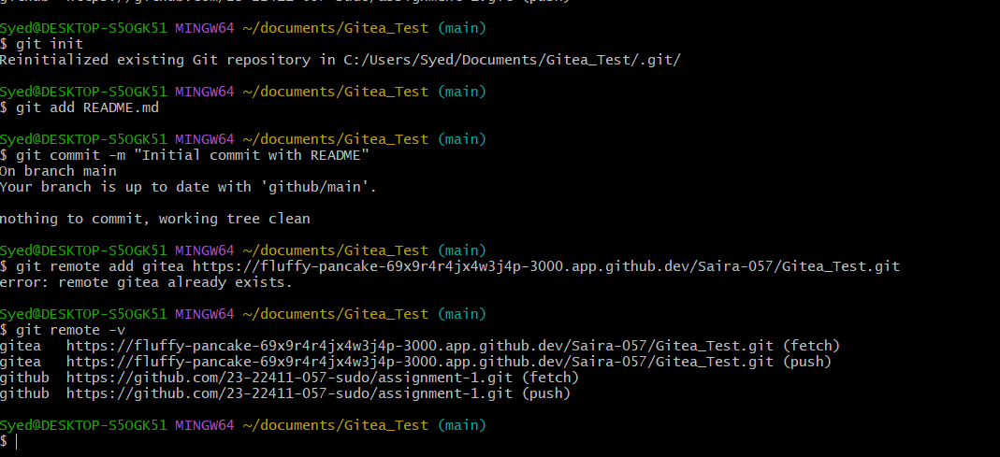 Syed@DESKTOP-S5OGK51 MINGW64 ~/documents/Gitea_Test (main)
$ git init
Reinitialized existing Git repository in C:/Users/Syed/Documents/Gitea_Test/.git/
Syed@DESKTOP-S5OGK51 MINGW64 ~/documents/Gitea_Test (main)
$ git add README.md
Syed@DESKTOP-S5OGK51 MINGW64 ~/documents/Gitea_Test (main)
$ git commit -m "Initial commit with README"
On branch main
Your branch is up to date with 'github/main'.
nothing to commit, working tree clean
Syed@DESKTOP-S5OGK51 MINGW64 ~/documents/Gitea_Test (main)
$ git remote add gitea https://fluffy-pancake-69x9r4r4jx4w3j4p-3000.app.github.dev/Saira-057/Gitea_Test.git
error: remote gitea already exists.
Syed@DESKTOP-S5OGK51 MINGW64 ~/documents/Gitea_Test (main)
$ git remote -v
gitea   https://fluffy-pancake-69x9r4r4jx4w3j4p-3000.app.github.dev/Saira-057/Gitea_Test.git (fetch)
gitea   https://fluffy-pancake-69x9r4r4jx4w3j4p-3000.app.github.dev/Saira-057/Gitea_Test.git (push)
github  https://github.com/23-22411-057-sudo/assignment-1.git (fetch)
github  https://github.com/23-22411-057-sudo/assignment-1.git (push)
Syed@DESKTOP-S5OGK51 MINGW64 ~/documents/Gitea_Test (main)
$